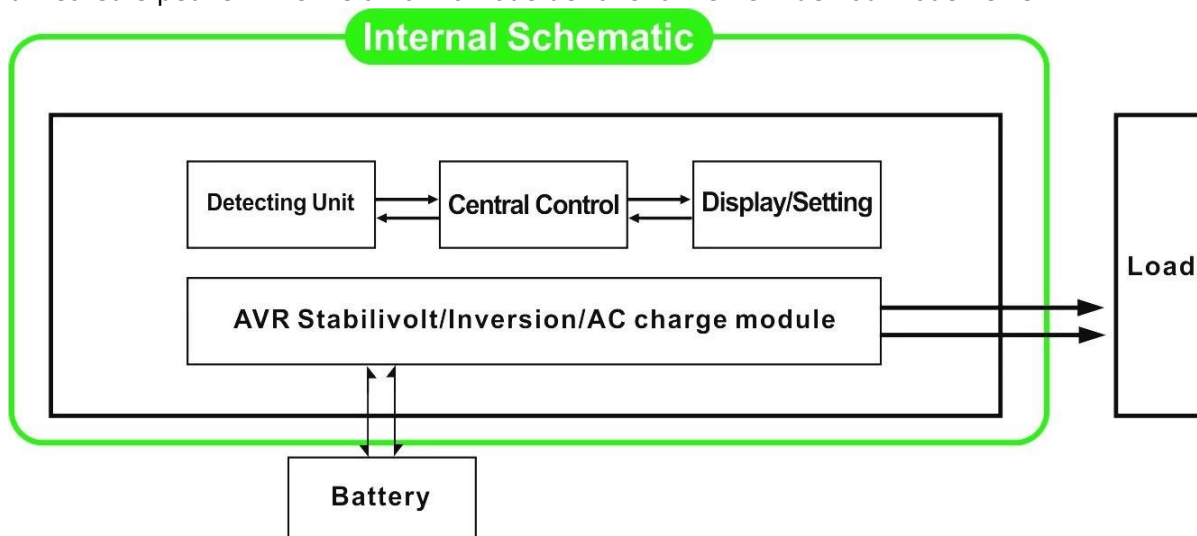 Internal Schematic
Detecting Unit
Central Control
Display/Setting
Load
AVR Stabilivolt/Inversion/AC charge module
Battery